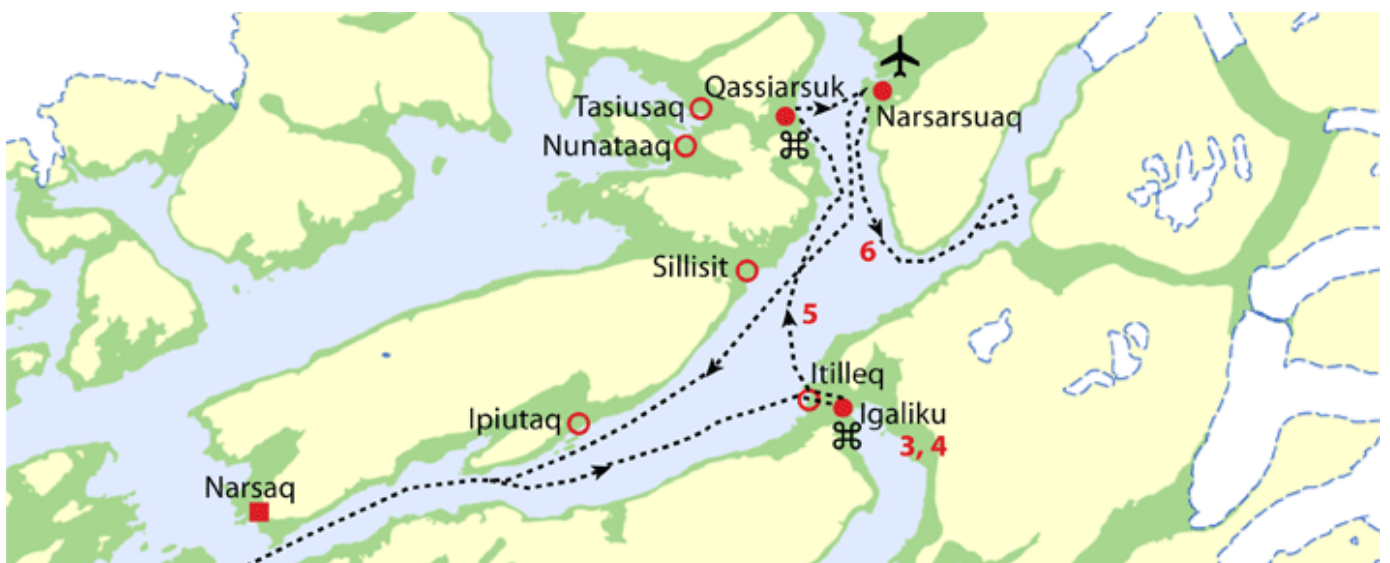 Qassiarsuk
Tasiusaq
Narsarsuaq
Nunataaq
6
Sillisit
5
Itilleq
Ipiutaq
Igaliku
3, 4
Narsaq